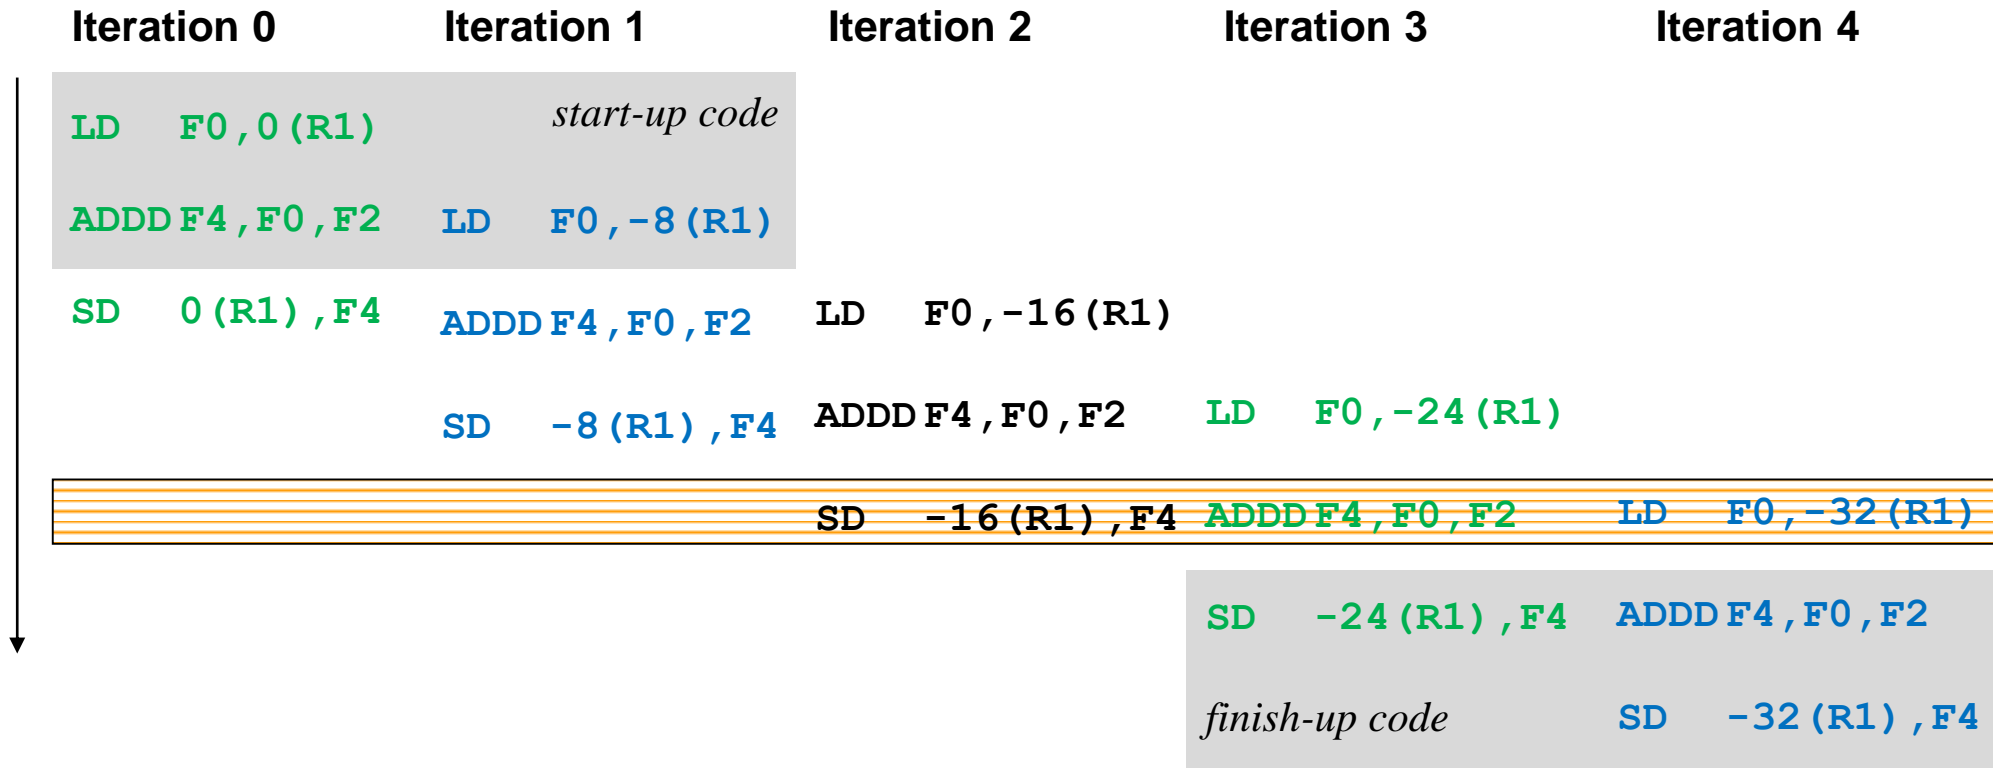 Iteration 0 Iteration 1 Iteration 2 Iteration 3 Iteration 4
LD F0,0(R1) start-up code
ADDD F4,F0,F2 LD F0,-8(R1)
SD 0(R1),F4 ADDD F4,F0,F2 LD F0,-16(R1)
SD -8(R1),F4 ADDD F4,F0,F2 LD F0,-24(R1)
SD -16(R1),F4 ADDD F4,F0,F2 LD F0,-32(R1)
SD -24(R1),F4 ADDD F4,F0,F2
finish-up code SD -32(R1),F4